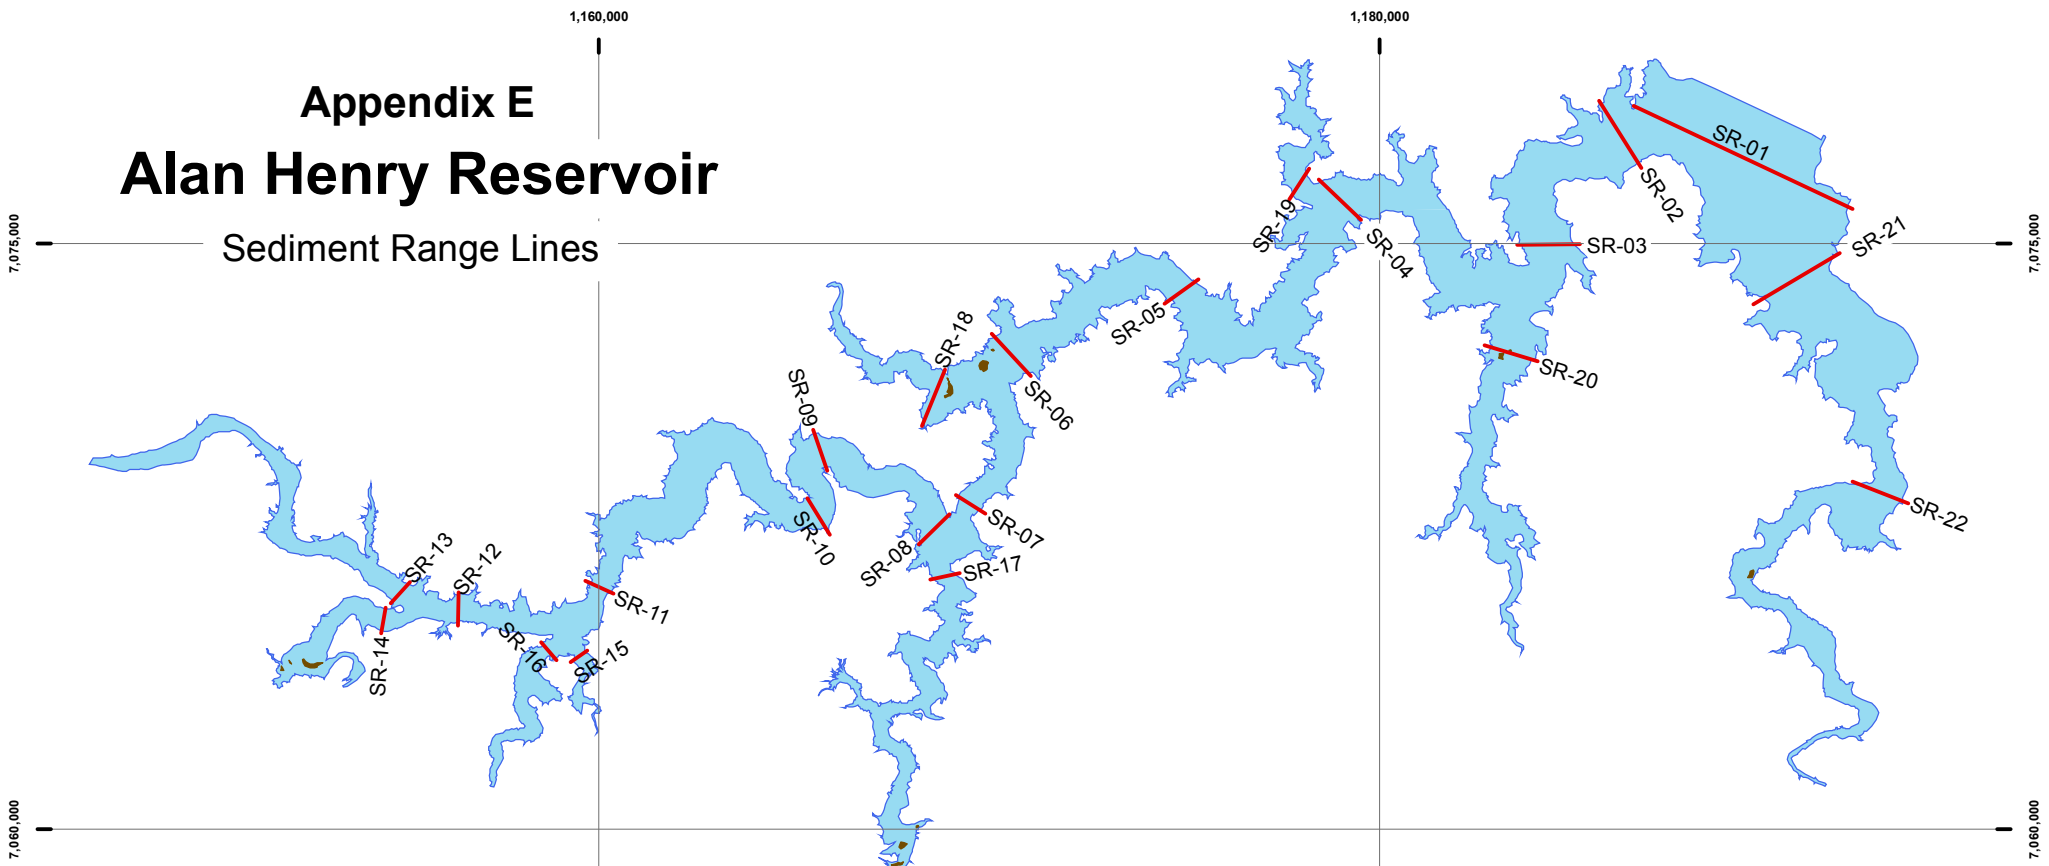 1,160,000
1,180,000
Appendix E
Alan Henry Reservoir
Sediment Range Lines
7,075,000
7,075,000
SR-01
SR-02
SR-19
SR-04
SR-03
SR-21
SR-05
SR-18
SR-06
SR-20
SR-09
SR-10
SR-08
SR-07
SR-17
SR-22
SR-13
SR-12
SR-11
SR-16
SR-15
SR-14
7,060,000
7,060,000